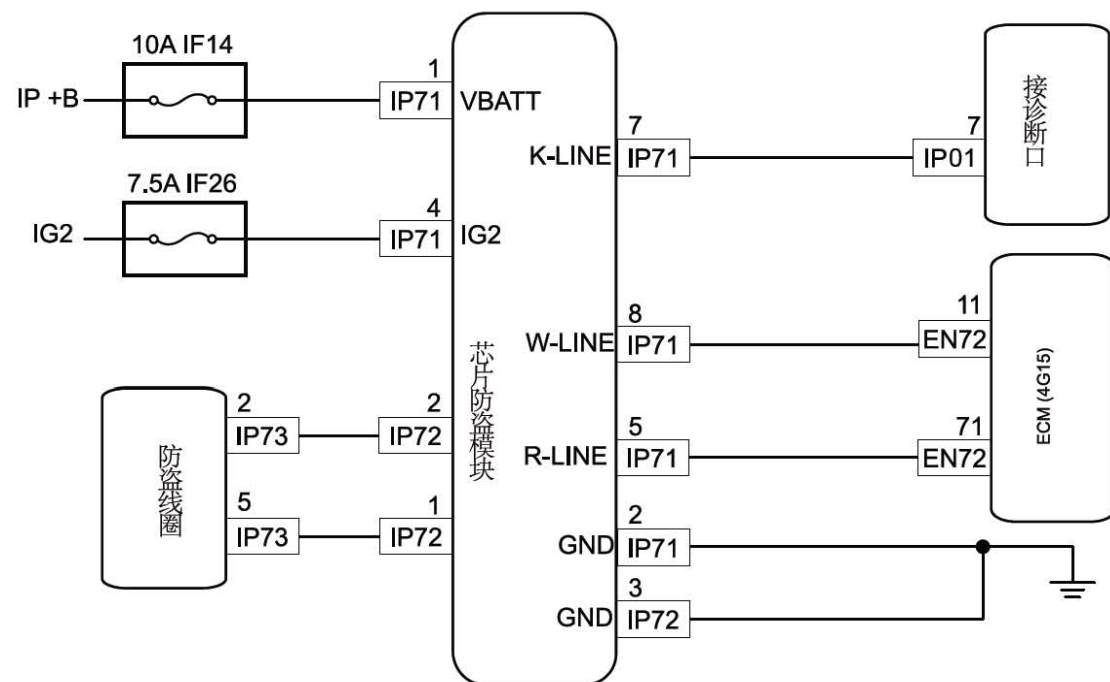 10A IF14
IP +B
1
IP71
VBATT
7.5A IF26
IG2
4
IP71
IG2
K-LINE
7
IP71
7
IP01
接诊断口
W-LINE
8
IP71
11
EN72
R-LINE
5
IP71
71
EN72
ECM (4G15)
芯片防盗模块
防盗线圈
2
IP73
2
IP72
5
IP73
1
IP72
GND
2
IP71
GND
3
IP72